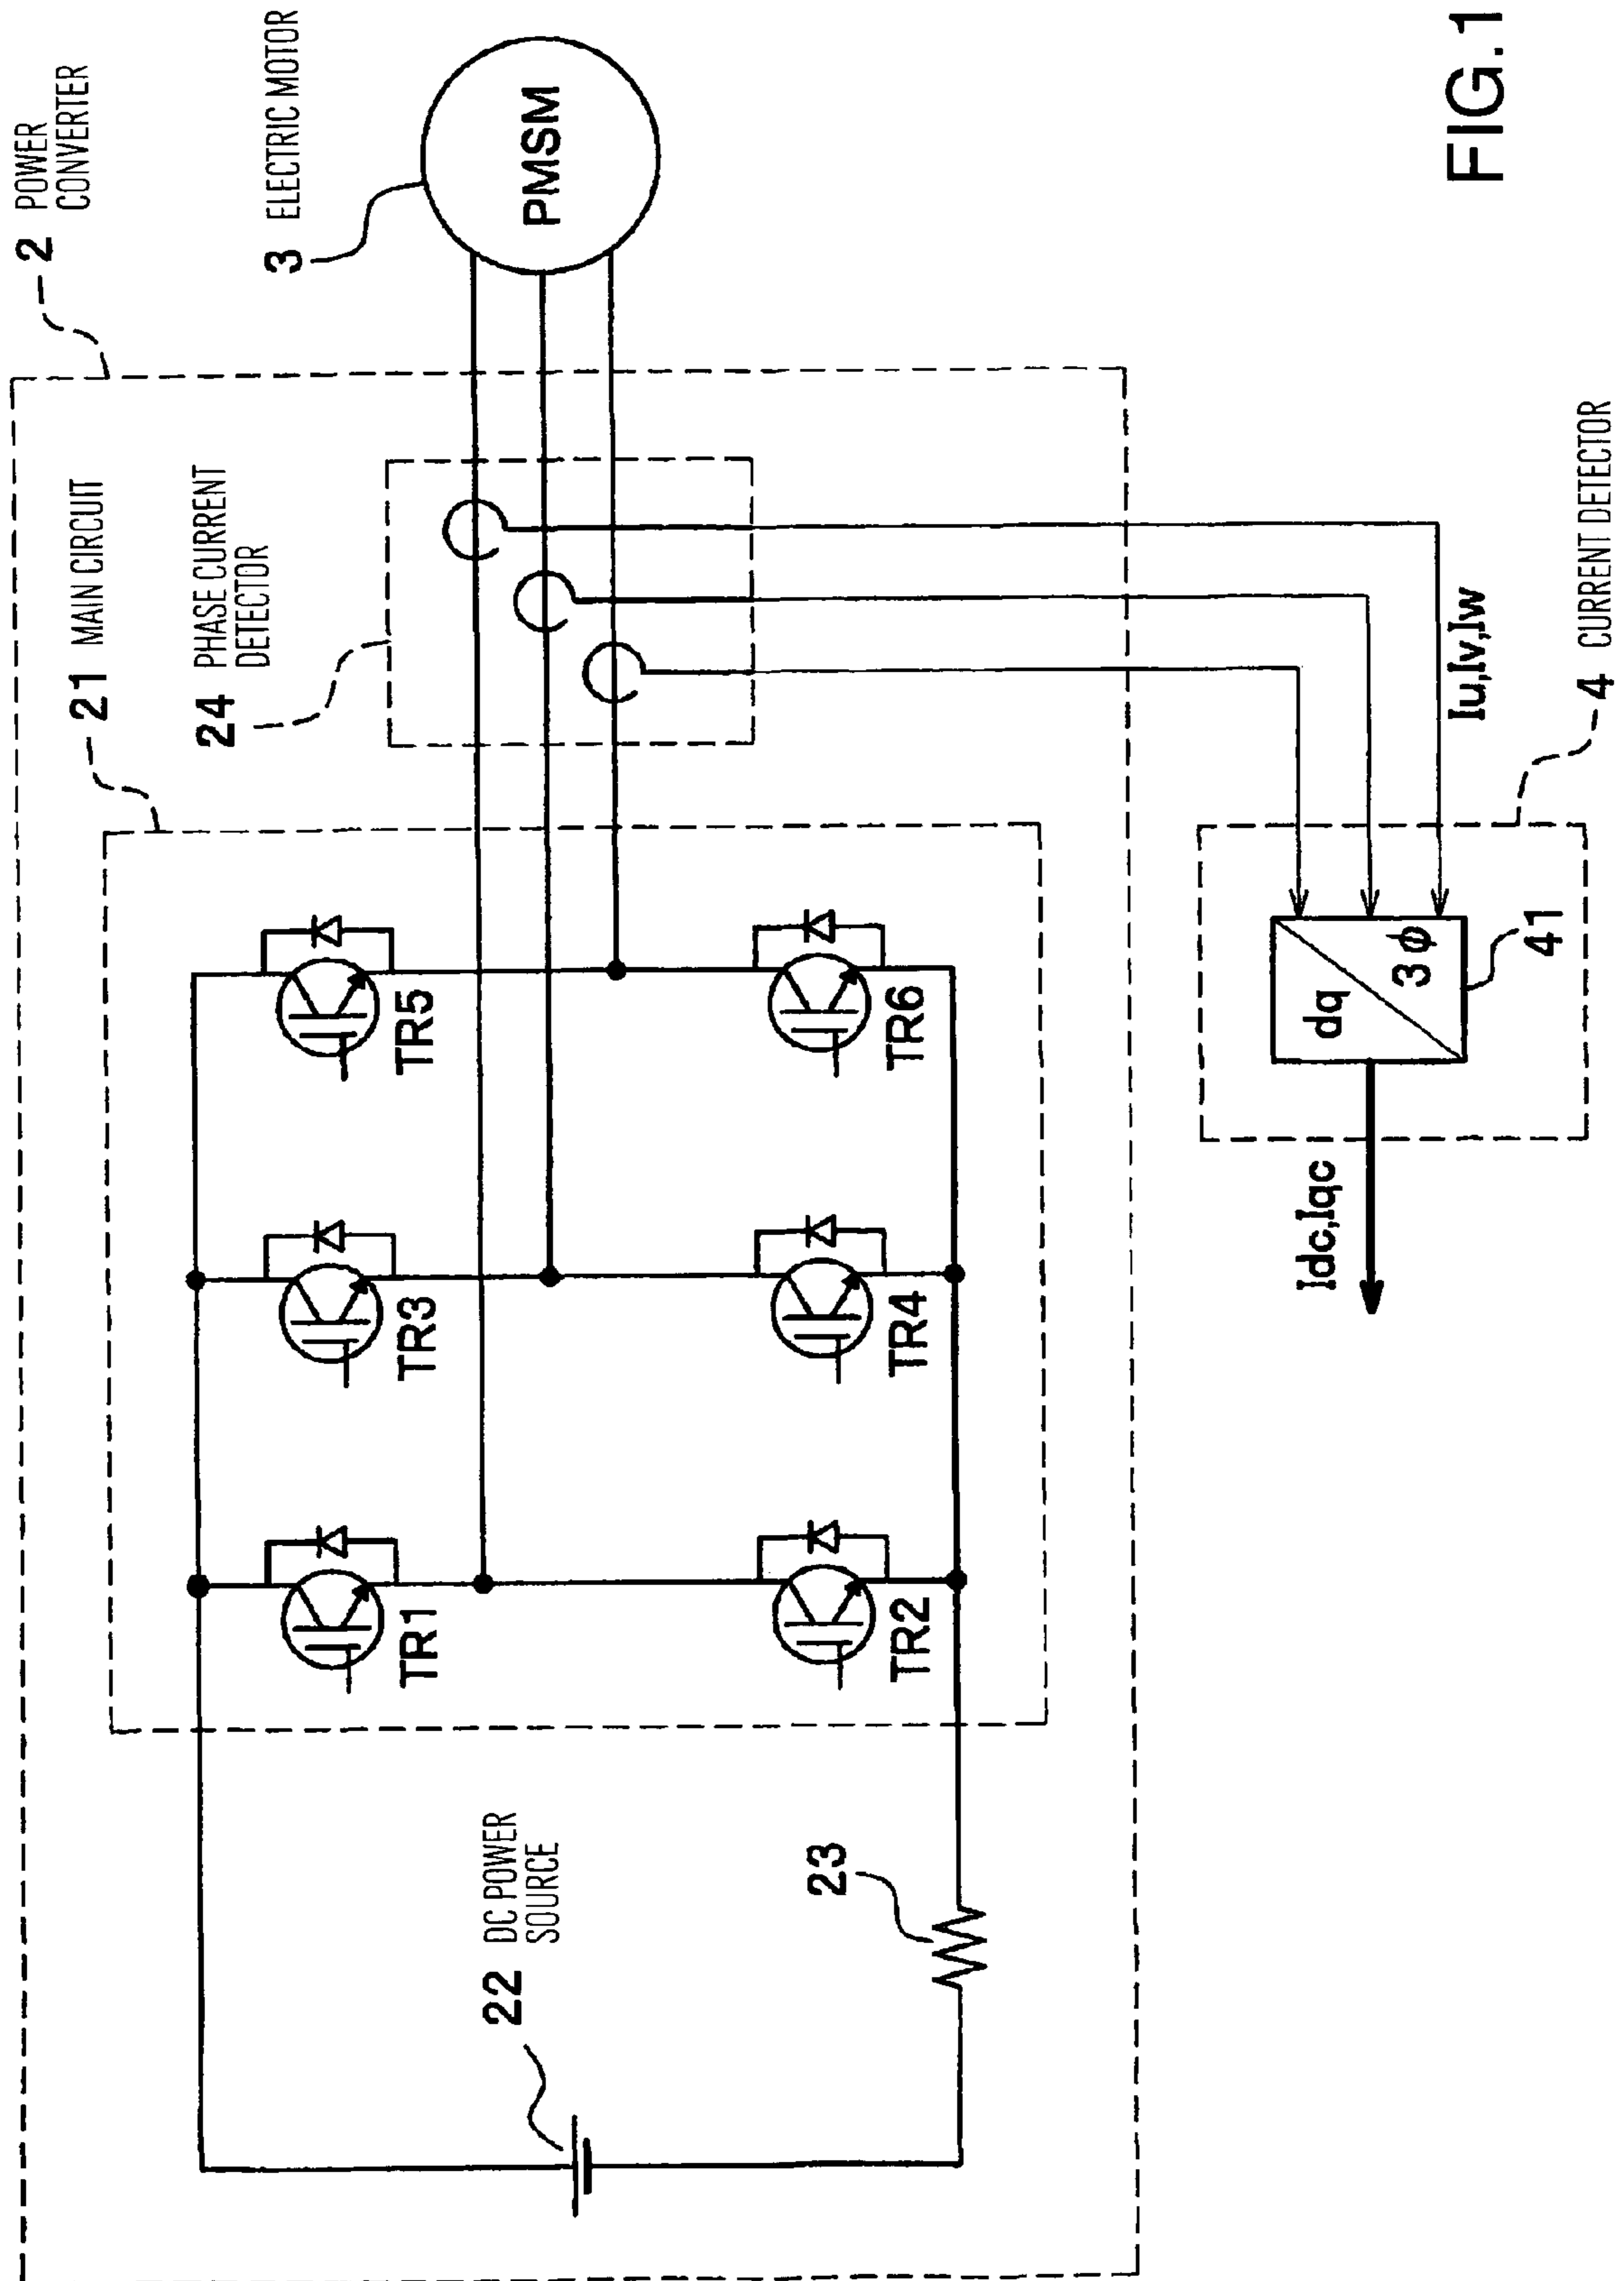 2 POWER
CONVERTER
21 MAIN CIRCUIT
24 PHASE CURRENT
DETECTOR
3 ELECTRIC MOTOR
PMSM
22 DC POWER
SOURCE
TR1
TR3
TR5
TR2
TR4
TR6
23
Idc,Iqc
dq
3ϕ
41
Iu,Iv,Iw
4 CURRENT DETECTOR
FIG.1